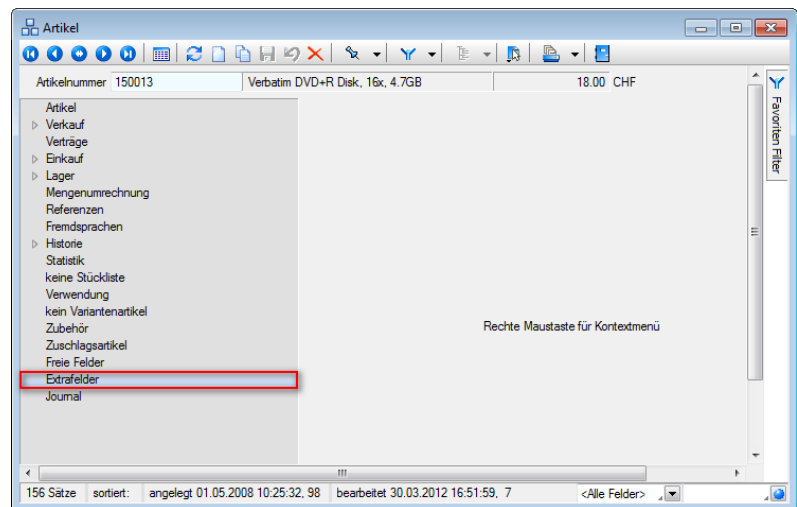 Artikel
Artikelnummer 150013 Verbatim DVD+R Disk, 16x, 4.7GB 18.00 CHF
Favoriten Filter
Artikel
Verkauf
Verträge
Einkauf
Lager
Mengenumrechnung
Referenzen
Fremdsprachen
Historie
Statistik
keine Stückliste
Verwendung
kein Variantenartikel
Zubehör
Rechte Maustaste für Kontextmenü
Zuschlagsartikel
Freie Felder
Extrafelder
Journal
156 Sätze sortiert: angelegt 01.05.2008 10:25:32, 98 bearbeitet 30.03.2012 16:51:59, 7 <Alle Felder>